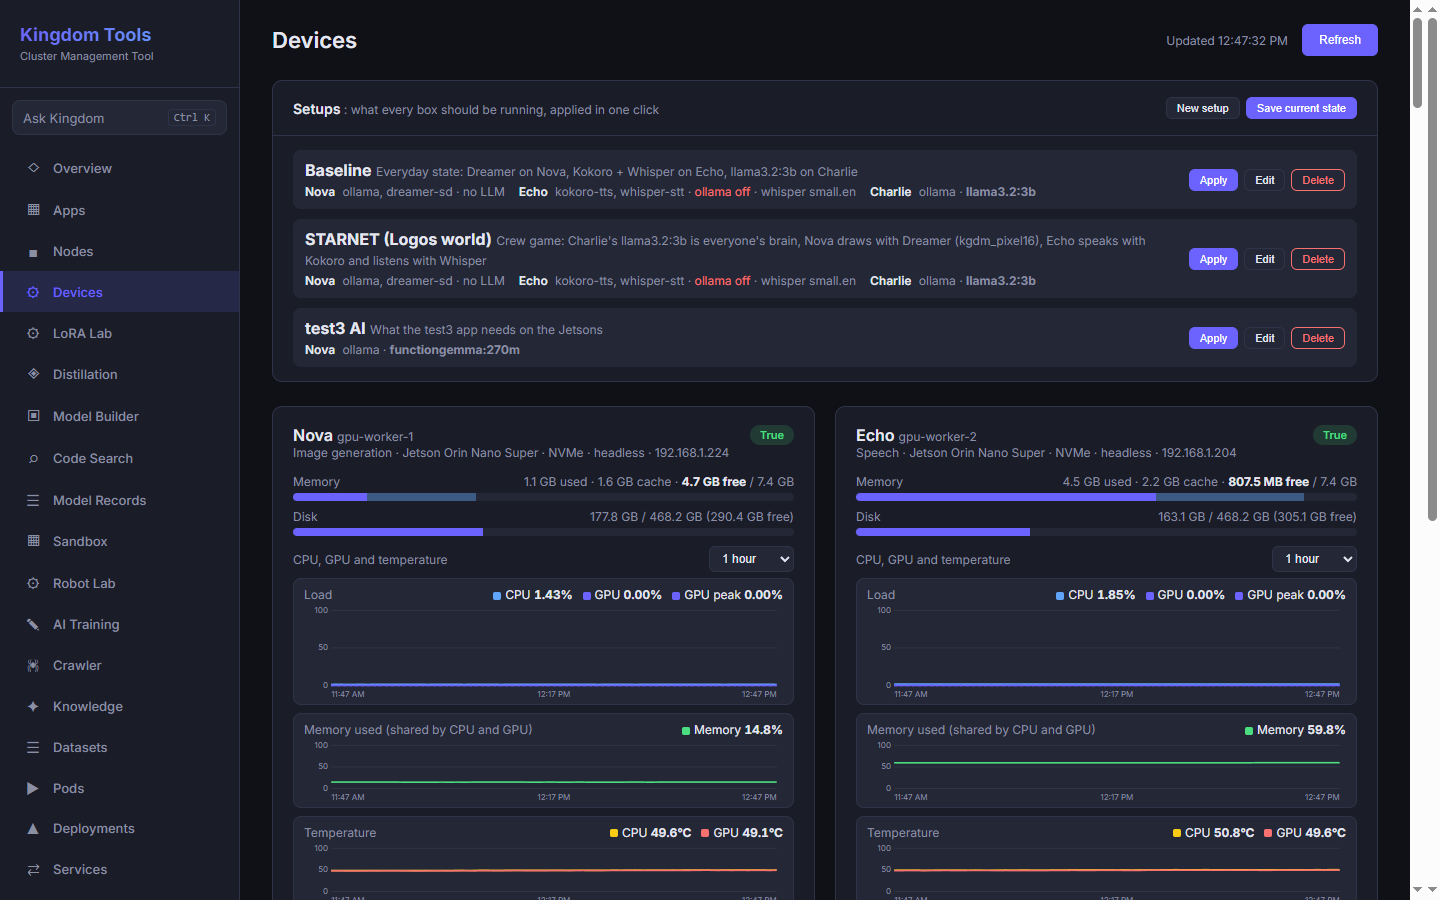 Kingdom Tools
Cluster Management Tool
Ask Kingdom
Ctrl K
Overview
Apps
Nodes
Devices
LoRA Lab
Distillation
Model Builder
Code Search
Model Records
Sandbox
Robot Lab
AI Training
Crawler
Knowledge
Datasets
Pods
Deployments
Services
Devices
Updated 12:47:32 PM
Refresh
Setups : what every box should be running, applied in one click
New setup
Save current state
Baseline Everyday state: Dreamer on Nova, Kokoro + Whisper on Echo, llama3.2:3b on Charlie
Nova ollama, dreamer-sd · no LLM Echo kokoro-tts, whisper-stt · ollama off · whisper small.en Charlie ollama · llama3.2:3b
Apply
Edit
Delete
STARNET (Logos world) Crew game: Charlie's llama3.2:3b is everyone's brain, Nova draws with Dreamer (kgdm_pixel16), Echo speaks with
Kokoro and listens with Whisper
Nova ollama, dreamer-sd · no LLM Echo kokoro-tts, whisper-stt · ollama off · whisper small.en Charlie ollama · llama3.2:3b
Apply
Edit
Delete
test3 AI What the test3 app needs on the Jetsons
Nova ollama · functiongemma:270m
Apply
Edit
Delete
Nova gpu-worker-1
True
Image generation · Jetson Orin Nano Super · NVMe · headless · 192.168.1.224
Memory
1.1 GB used · 1.6 GB cache · 4.7 GB free / 7.4 GB
Disk
177.8 GB / 468.2 GB (290.4 GB free)
CPU, GPU and temperature
1 hour
Load
CPU 1.43% GPU 0.00% GPU peak 0.00%
100
50
0
11:47 AM 12:17 PM 12:47 PM
Memory used (shared by CPU and GPU)
Memory 14.8%
100
50
0
11:47 AM 12:17 PM 12:47 PM
Temperature
CPU 49.6°C GPU 49.1°C
100
50
0
11:47 AM 12:17 PM 12:47 PM
Echo gpu-worker-2
True
Speech · Jetson Orin Nano Super · NVMe · headless · 192.168.1.204
Memory
4.5 GB used · 2.2 GB cache · 807.5 MB free / 7.4 GB
Disk
163.1 GB / 468.2 GB (305.1 GB free)
CPU, GPU and temperature
1 hour
Load
CPU 1.85% GPU 0.00% GPU peak 0.00%
100
50
0
11:47 AM 12:17 PM 12:47 PM
Memory used (shared by CPU and GPU)
Memory 59.8%
100
50
0
11:47 AM 12:17 PM 12:47 PM
Temperature
CPU 50.8°C GPU 49.6°C
100
50
0
11:47 AM 12:17 PM 12:47 PM